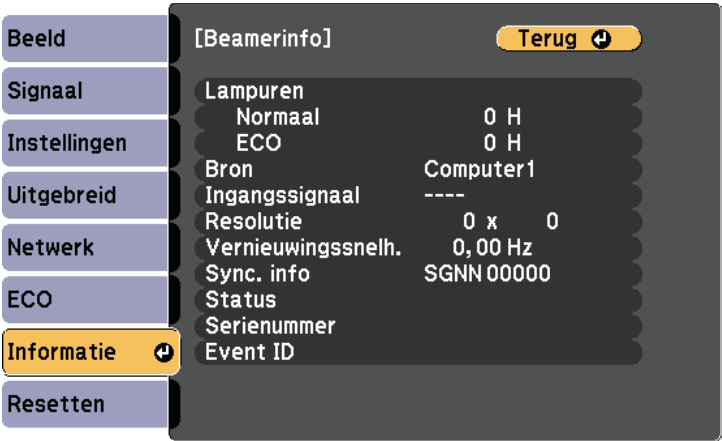 Beeld
Signaal
Instellingen
Uitgebreid
Netwerk
ECO
Informatie
Resetten
[Beamerinfo] Terug
Lampuren
Normaal 0 H
ECO 0 H
Bron Computer1
Ingangssignaal ----
Resolutie 0 x 0
Vernieuwingssnelh. 0,00 Hz
Sync. info SGNN 00000
Status
Serienummer
Event ID